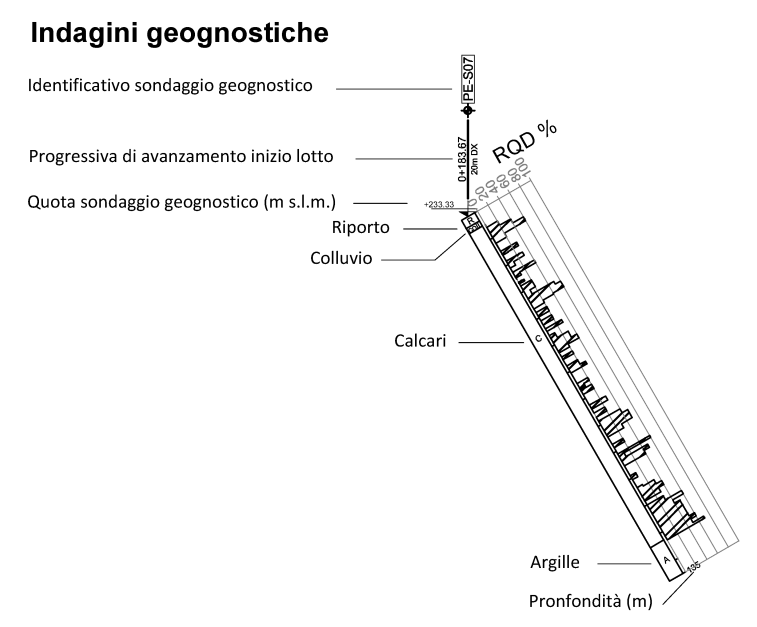 Indagini geognostiche
Identificativo sondaggio geognostico
PE-S07
Progressiva di avanzamento inizio lotto
0+183.67
20m DX
RQD %
0 20 40 60 80 100
Quota sondaggio geognostico (m s.l.m.)
+233.33
Riporto
R
Colluvio
Calcari
C
Argille
A
135
Pronfondità (m)